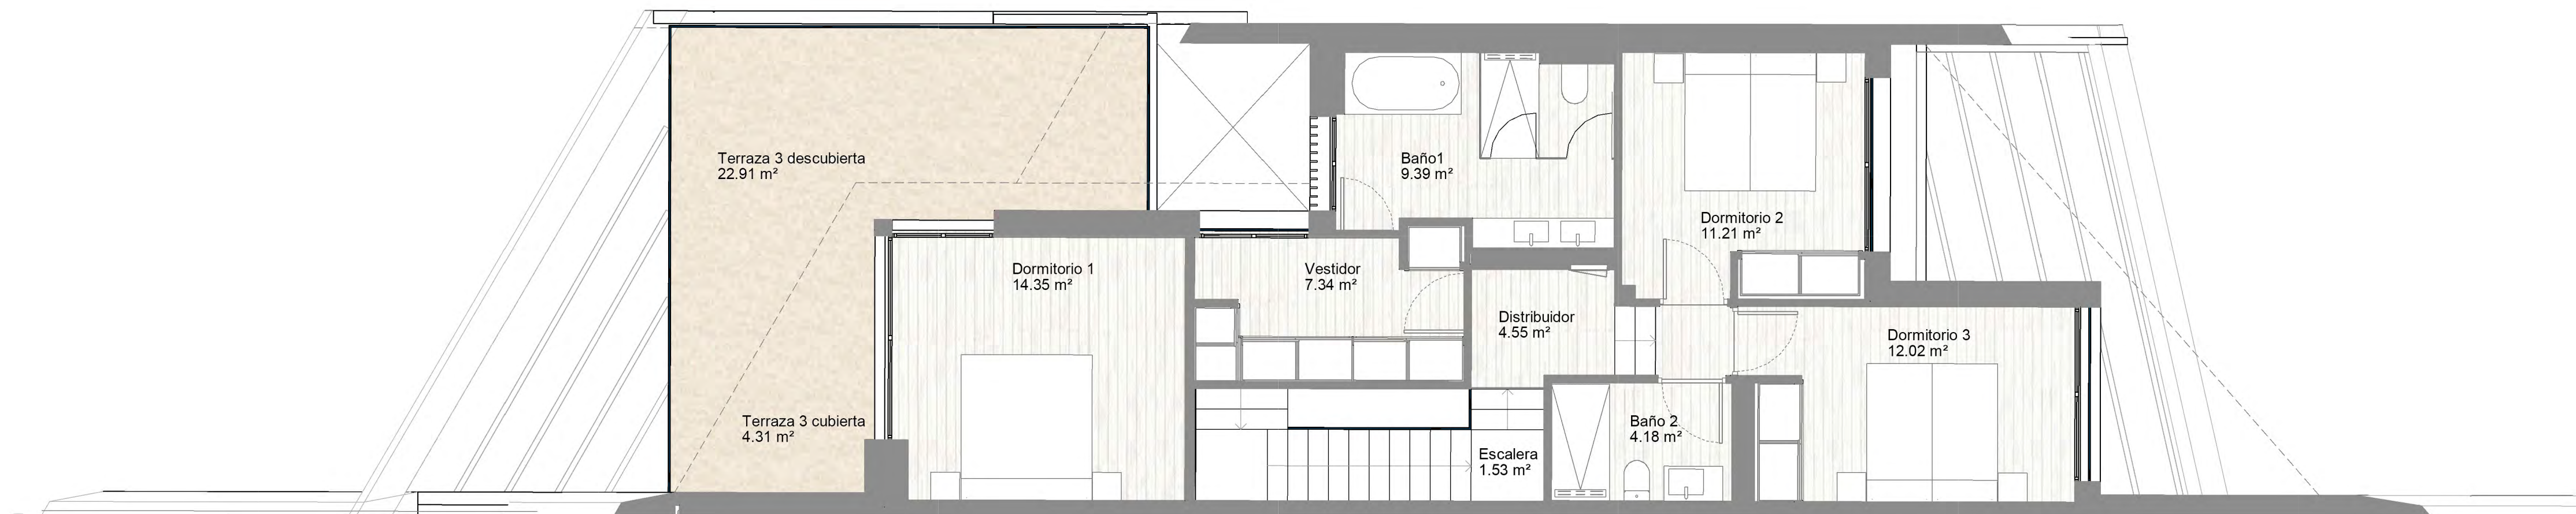 Terraza 3 descubierta
22.91 m²
Terraza 3 cubierta
4.31 m²
Dormitorio 1
14.35 m²
Vestidor
7.34 m²
Baño1
9.39 m²
Distribuidor
4.55 m²
Escalera
1.53 m²
Baño 2
4.18 m²
Dormitorio 2
11.21 m²
Dormitorio 3
12.02 m²